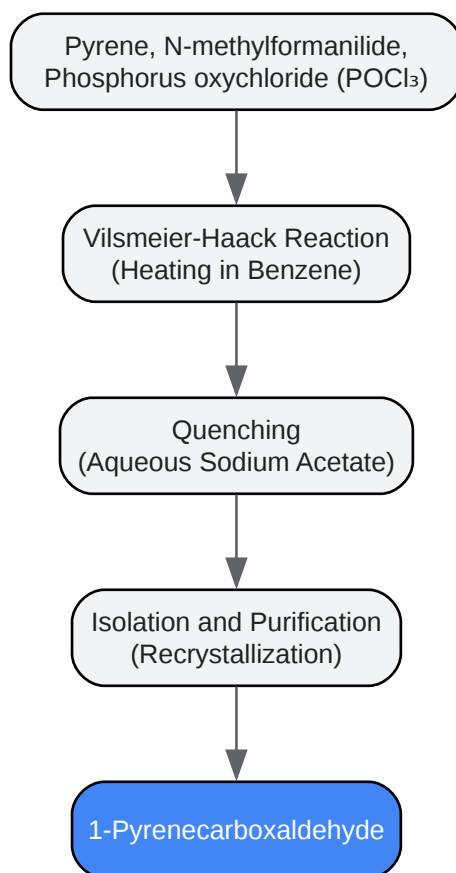 Pyrene, N-methylformanilide,
Phosphorus oxychloride (POCl₃)
Vilsmeier-Haack Reaction
(Heating in Benzene)
Quenching
(Aqueous Sodium Acetate)
Isolation and Purification
(Recrystallization)
1-Pyrenecarboxaldehyde